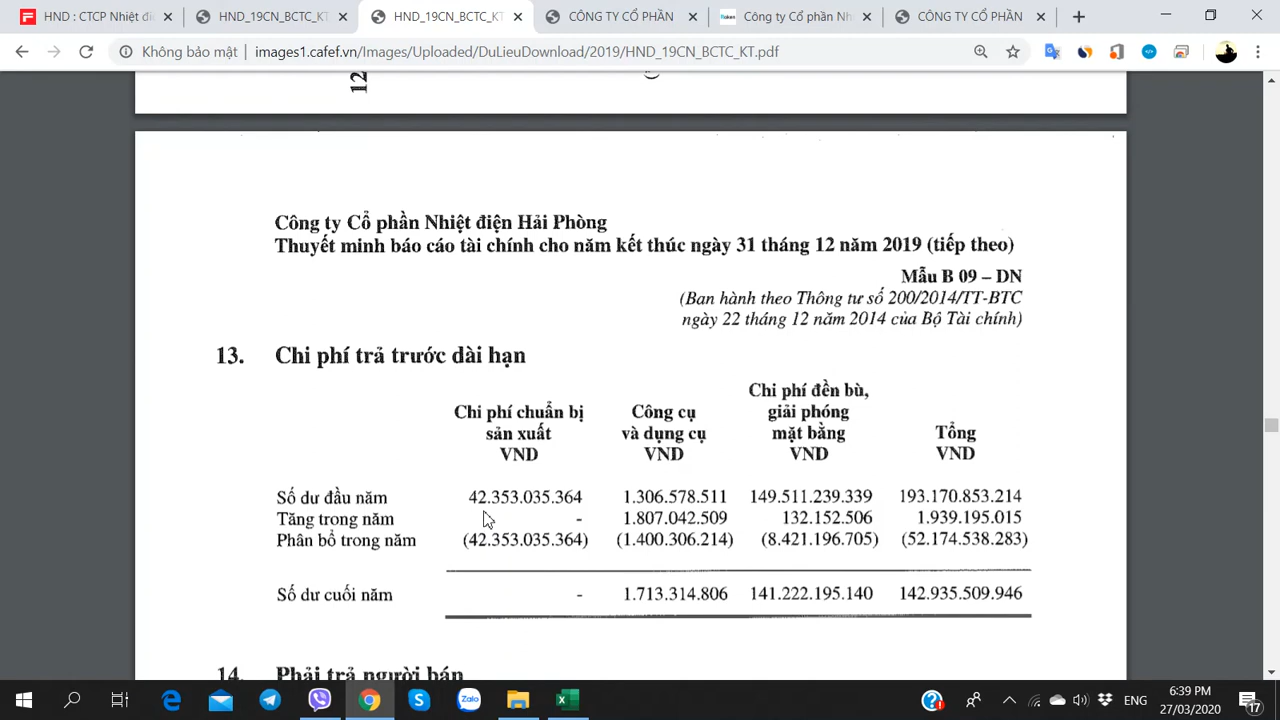 HND : CTCP Nhiệt điệ
HND_19CN_BCTC_KT.
HND_19CN_BCTC_KT.
CÔNG TY CỔ PHẦN
Công ty Cổ phần Nh
CÔNG TY CỔ PHẦN
Không bảo mật | images1.cafef.vn/Images/Uploaded/DuLieuDownload/2019/HND_19CN_BCTC_KT.pdf
12
Công ty Cổ phần Nhiệt điện Hải Phòng
Thuyết minh báo cáo tài chính cho năm kết thúc ngày 31 tháng 12 năm 2019 (tiếp theo)
Mẫu B 09 – DN
(Ban hành theo Thông tư số 200/2014/TT-BTC
ngày 22 tháng 12 năm 2014 của Bộ Tài chính)
13. Chi phí trả trước dài hạn
Chi phí chuẩn bị sản xuất VND
Công cụ và dụng cụ VND
Chi phí đền bù, giải phóng mặt bằng VND
Tổng VND
Số dư đầu năm 42.353.035.364 1.306.578.511 149.511.239.339 193.170.853.214
Tăng trong năm - 1.807.042.509 132.152.506 1.939.195.015
Phân bổ trong năm (42.353.035.364) (1.400.306.214) (8.421.196.705) (52.174.538.283)
Số dư cuối năm - 1.713.314.806 141.222.195.140 142.935.509.946
14. Phải trả người bán
Zalo
ENG
6:39 PM
27/03/2020
17